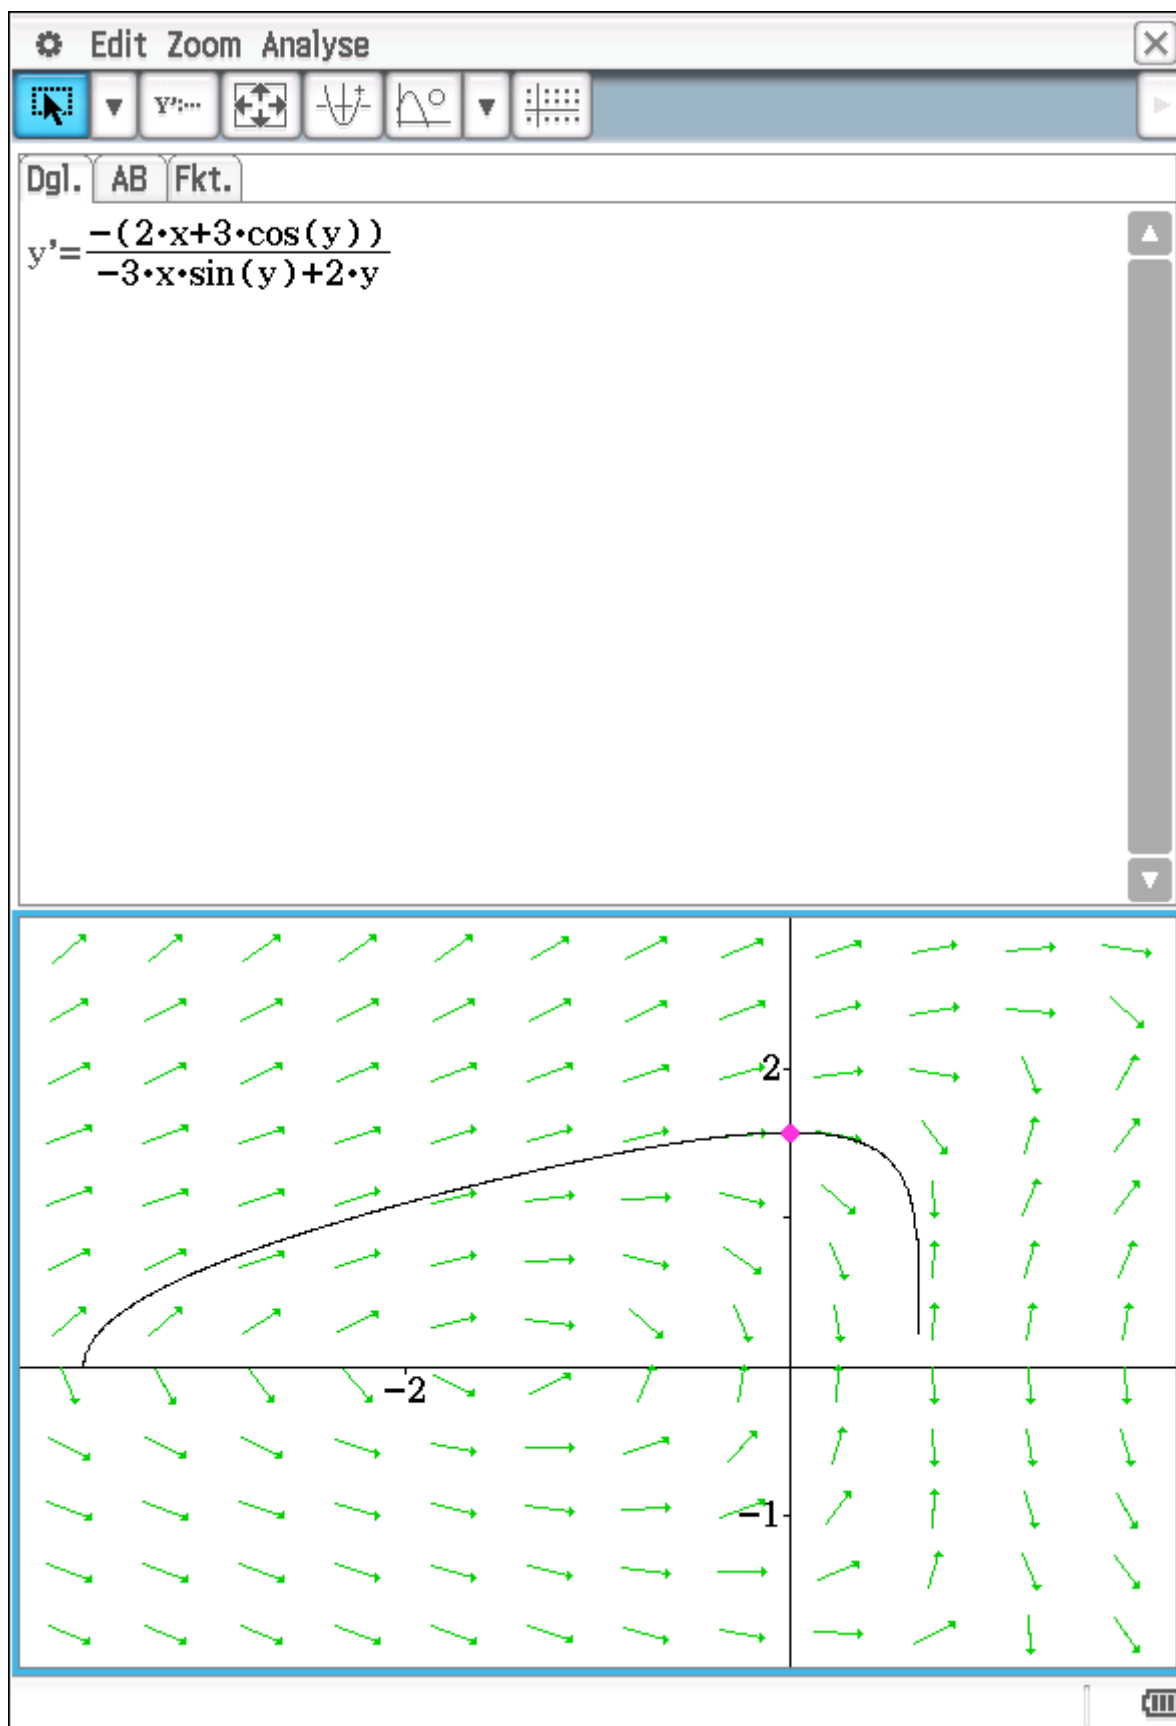 Edit Zoom Analyse
Y':...
Dgl. AB Fkt.
y'=-(2·x+3·cos(y))/-3·x·sin(y)+2·y
2
-2
-1